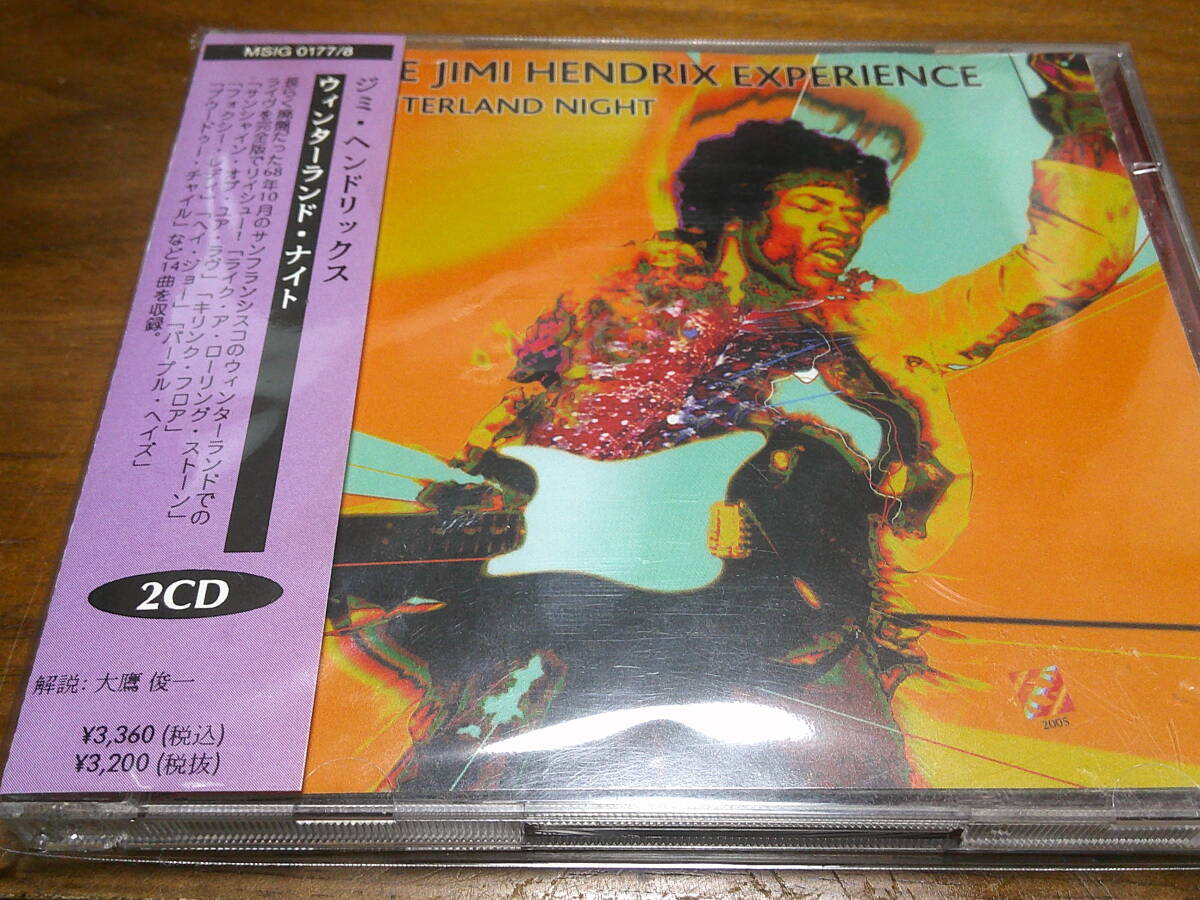 MSIG 0177/8
ジミ・ヘンドリックス
ウィンターランド・ナイト
長らく廃盤だった68年10月のサンフランシスコのウィンターランドでの
ライヴを完全版でリイシュー!「ライク・ア・ローリング・ストーン」
「サンシャイン・オブ・ユア・ラヴ」「キリング・フロア」
「フォクシー・レディ」「ヘイ・ジョー」「パープル・ヘイズ」
「ヴードゥー・チャイル」など14曲を収録。
2CD
解説: 大鷹 俊一
¥3,360 (税込)
¥3,200 (税抜)
E JIMI HENDRIX EXPERIENCE
TERLAND NIGHT
2005